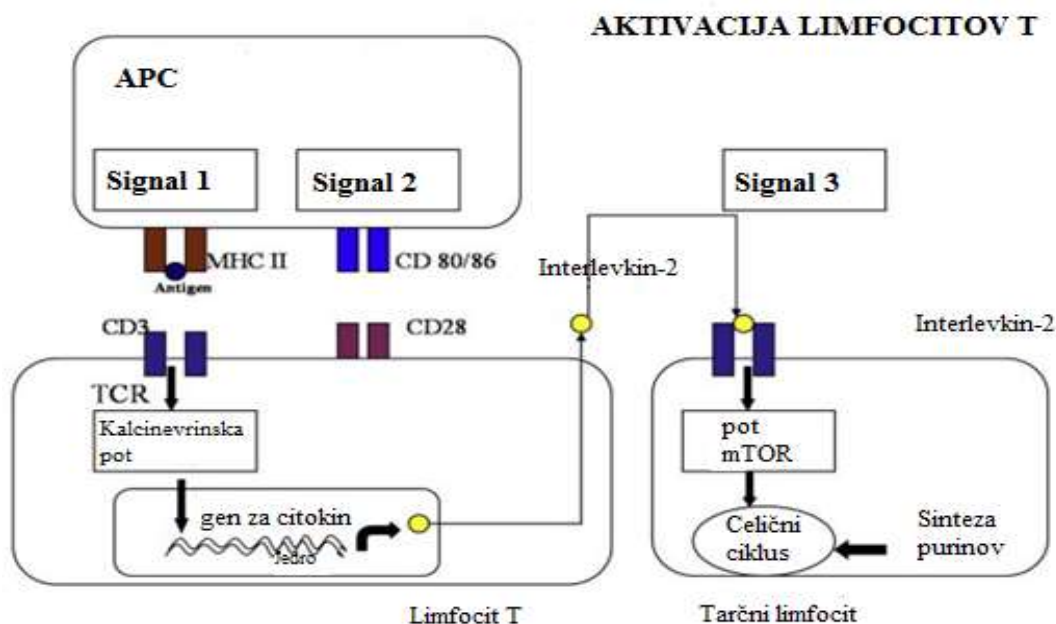 AKTIVACIJA LIMFOCITOV T
APC
Signal 1
Signal 2
Signal 3
MHC II
CD 80/86
Antigen
Interlevkin-2
CD3
CD28
Interlevkin-2
TCR
Kalcinevrinska
pot
pot
mTOR
gen za citokin
Jedro
Celični
ciklus
Sinteza
purinov
Limfocit T
Tarčni limfocit